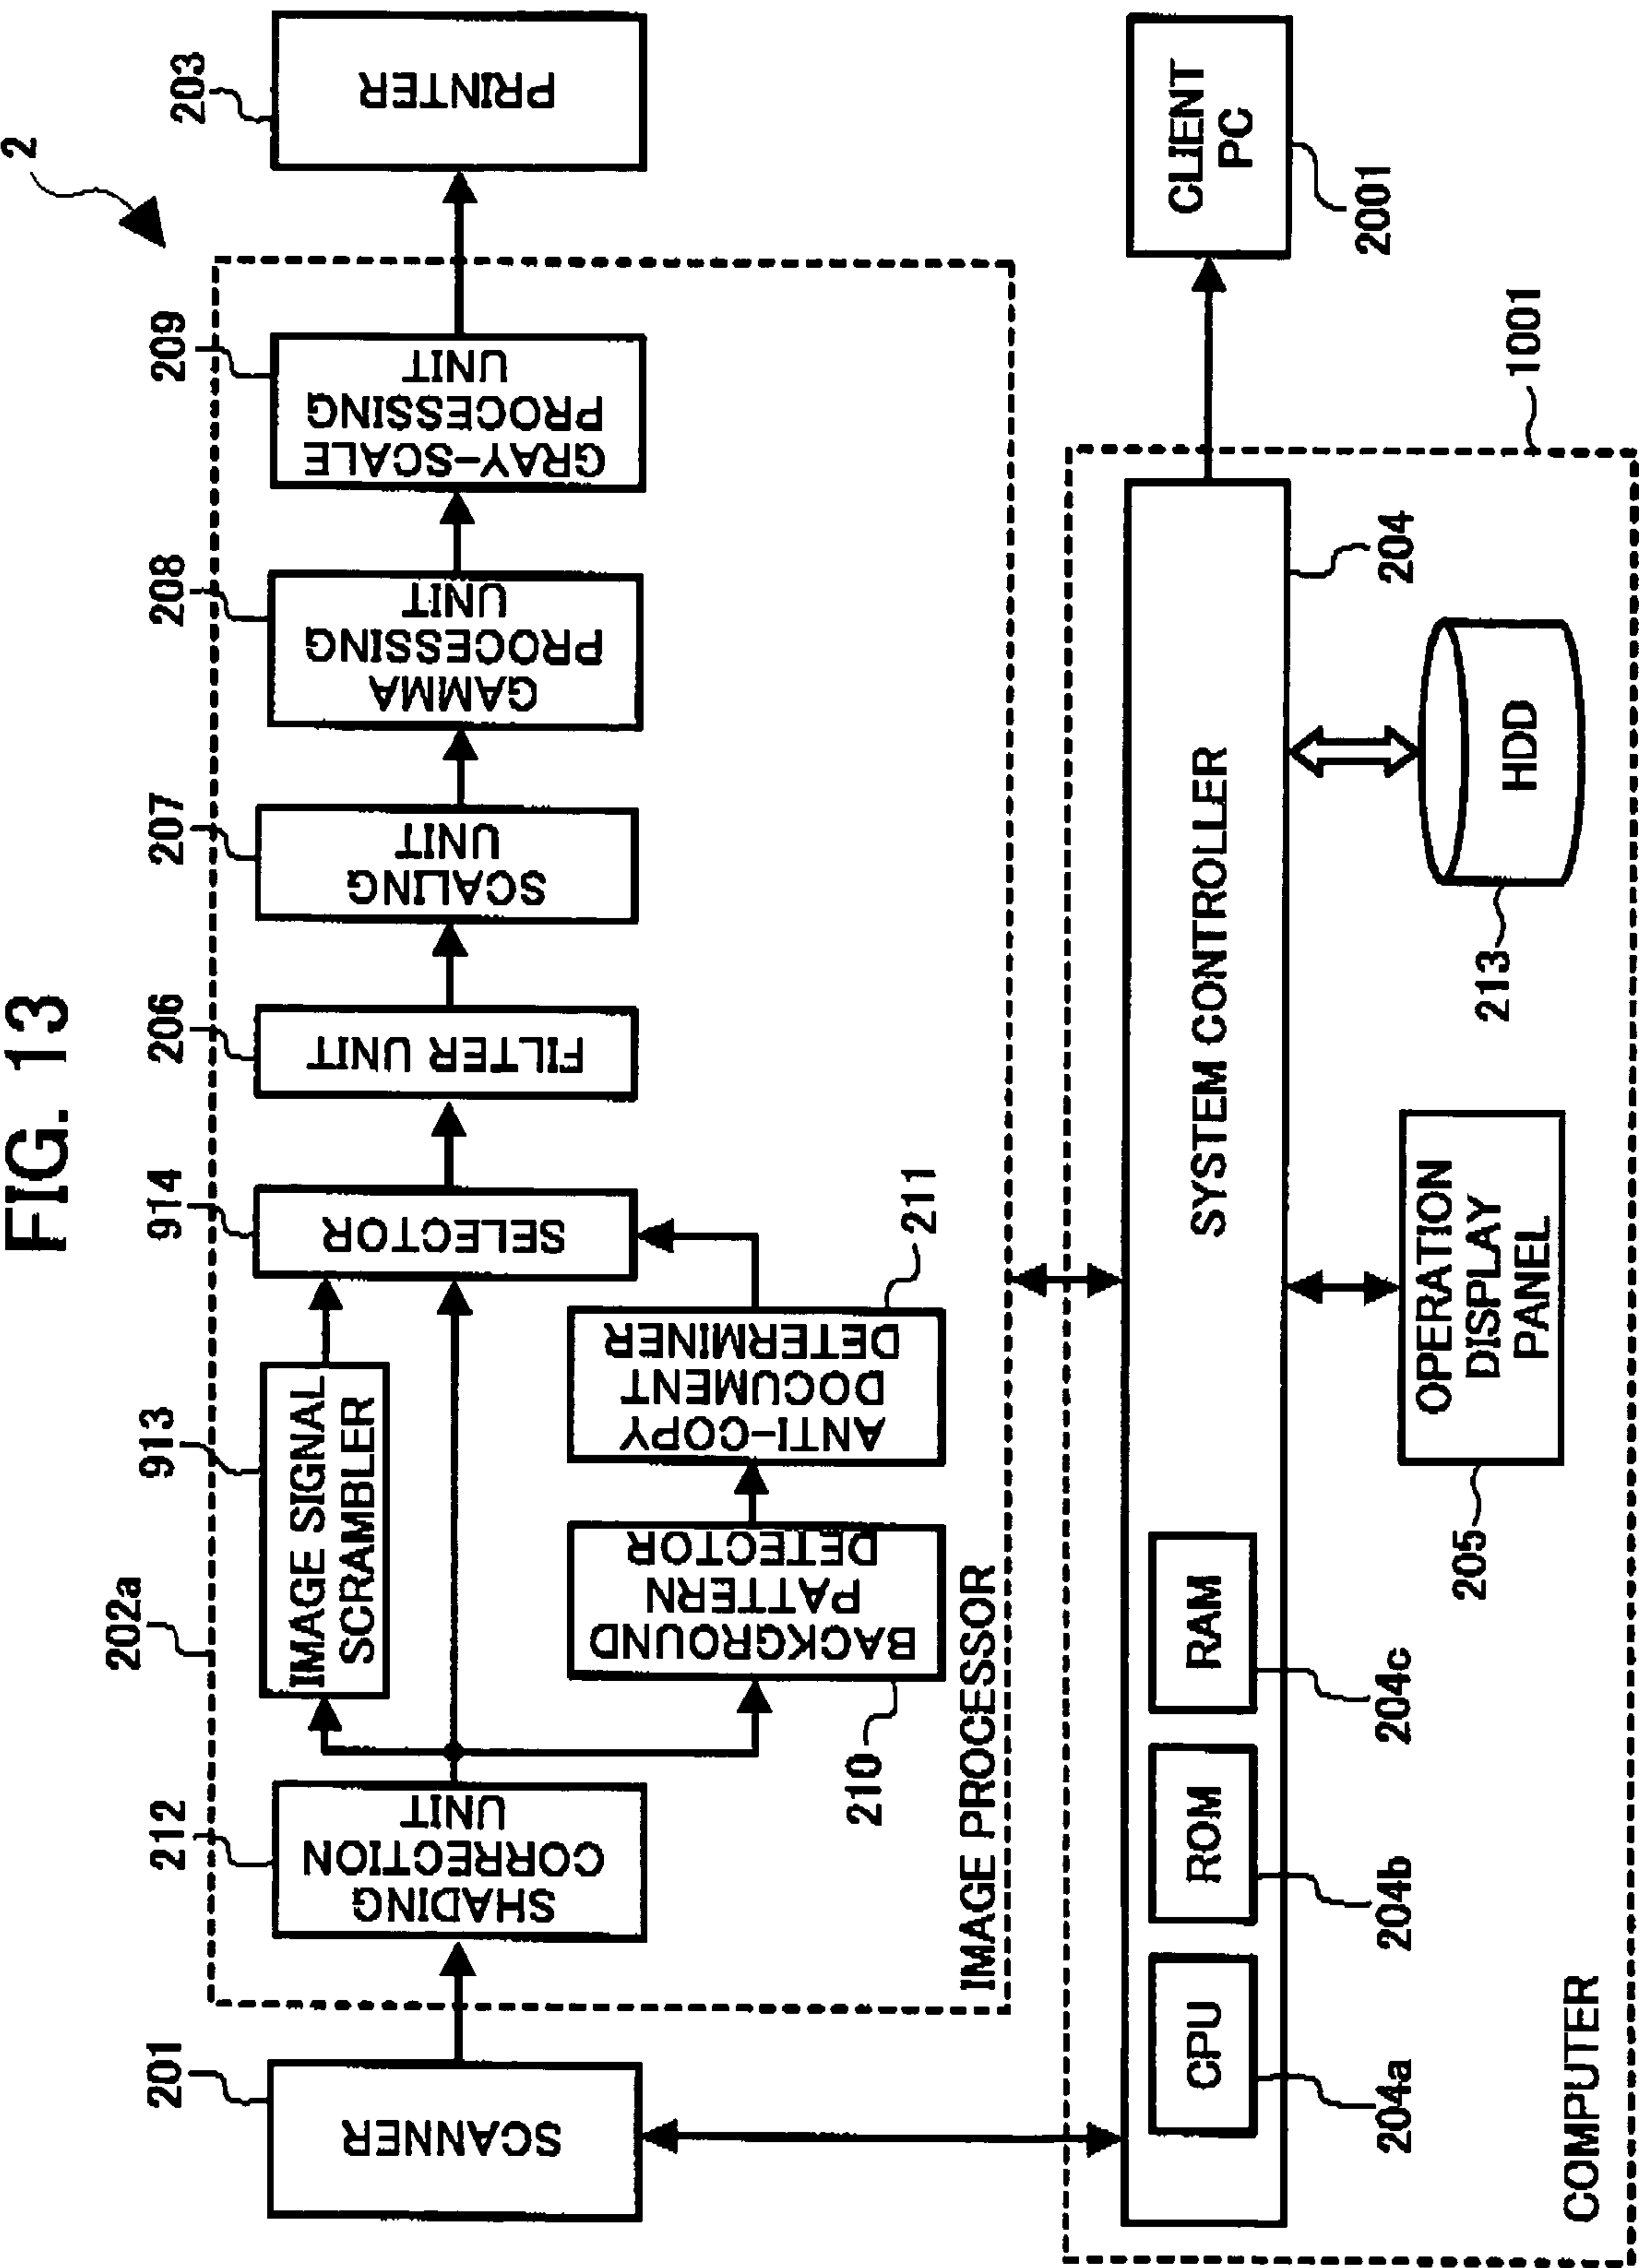 FIG. 13
2
201
SCANNER
202a
212
SHADING
CORRECTION
UNIT
913
IMAGE SIGNAL
SCRAMBLER
914
SELECTOR
206
FILTER UNIT
207
SCALING
UNIT
208
GAMMA
PROCESSING
UNIT
209
GRAY-SCALE
PROCESSING
UNIT
203
PRINTER
210
BACKGROUND
PATTERN
DETECTOR
211
ANTI-COPY
DOCUMENT
DETERMINER
IMAGE PROCESSOR
CPU
204a
ROM
204b
RAM
204c
SYSTEM CONTROLLER
204
205
OPERATION
DISPLAY
PANEL
213
HDD
1001
COMPUTER
CLIENT
PC
2001